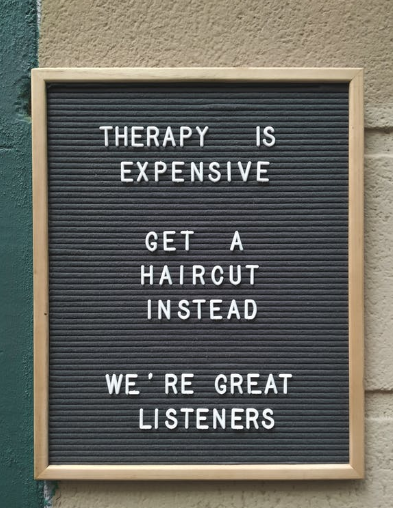 THERAPY IS
EXPENSIVE
GET A
HAIRCUT
INSTEAD
WE'RE GREAT
LISTENERS